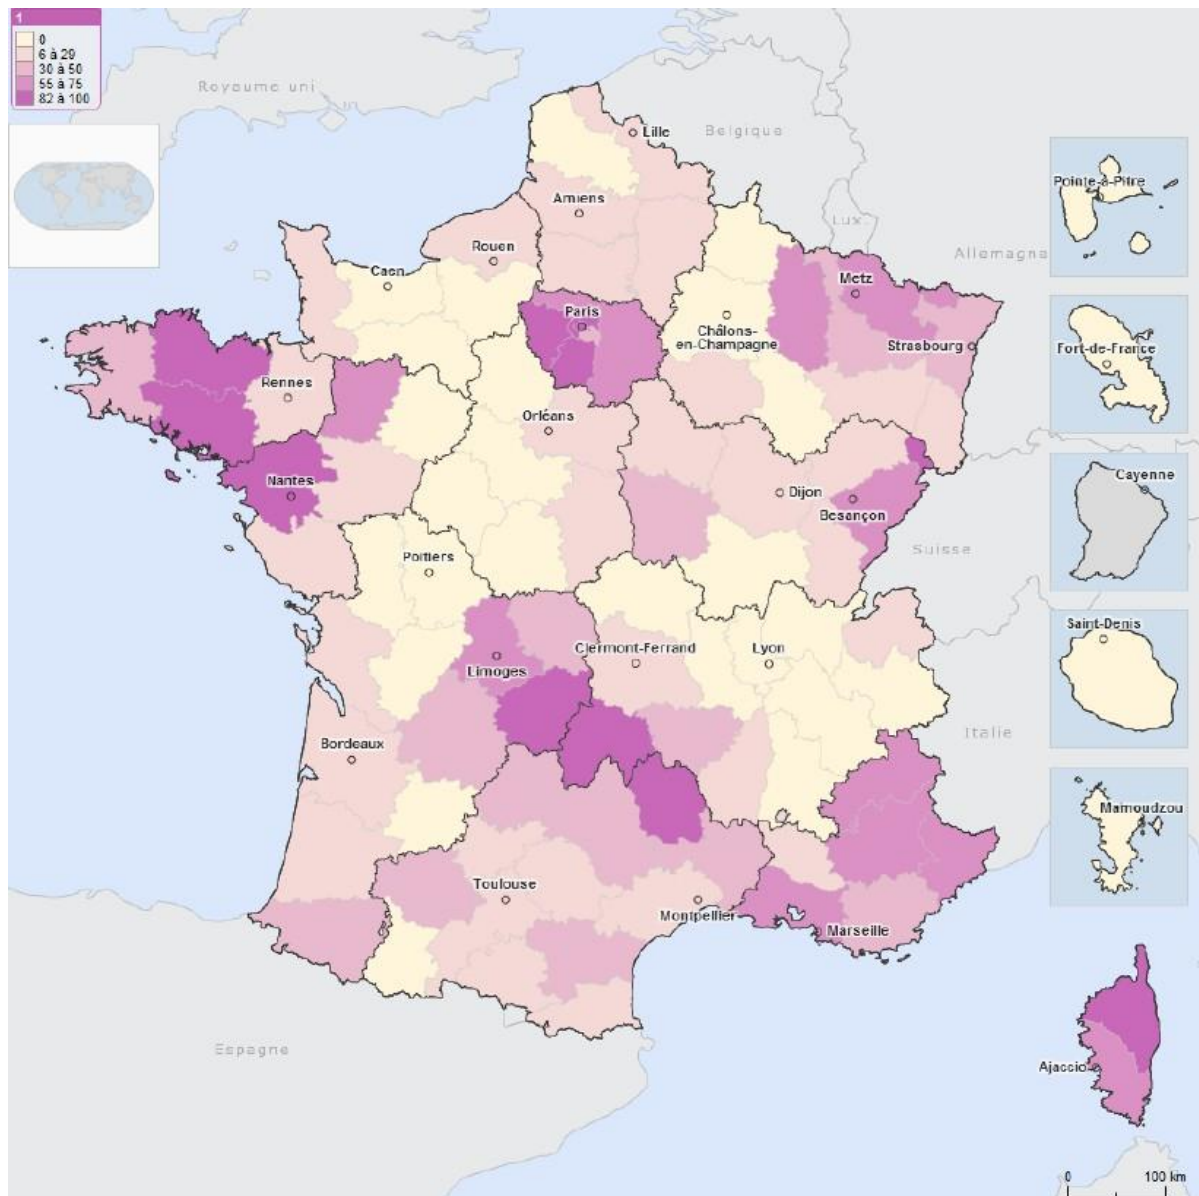 1
0
6 à 29
30 à 50
55 à 75
82 à 100
Royaume uni
Belgique
Lille
Pointe-à-Pitre
Amiens
Lux.
Rouen
Allemagne
Caen
Metz
Paris
Châlons-
en-Champagne
Strasbourg
Fort-de-France
Rennes
Orléans
Nantes
Dijon
Cayenne
Besançon
Poitiers
Suisse
Saint-Denis
Clermont-Ferrand
Lyon
Limoges
Bordeaux
Italie
Mamoudzou
Toulouse
Montpellier
Marseille
Espagne
Ajaccio
0
100 km